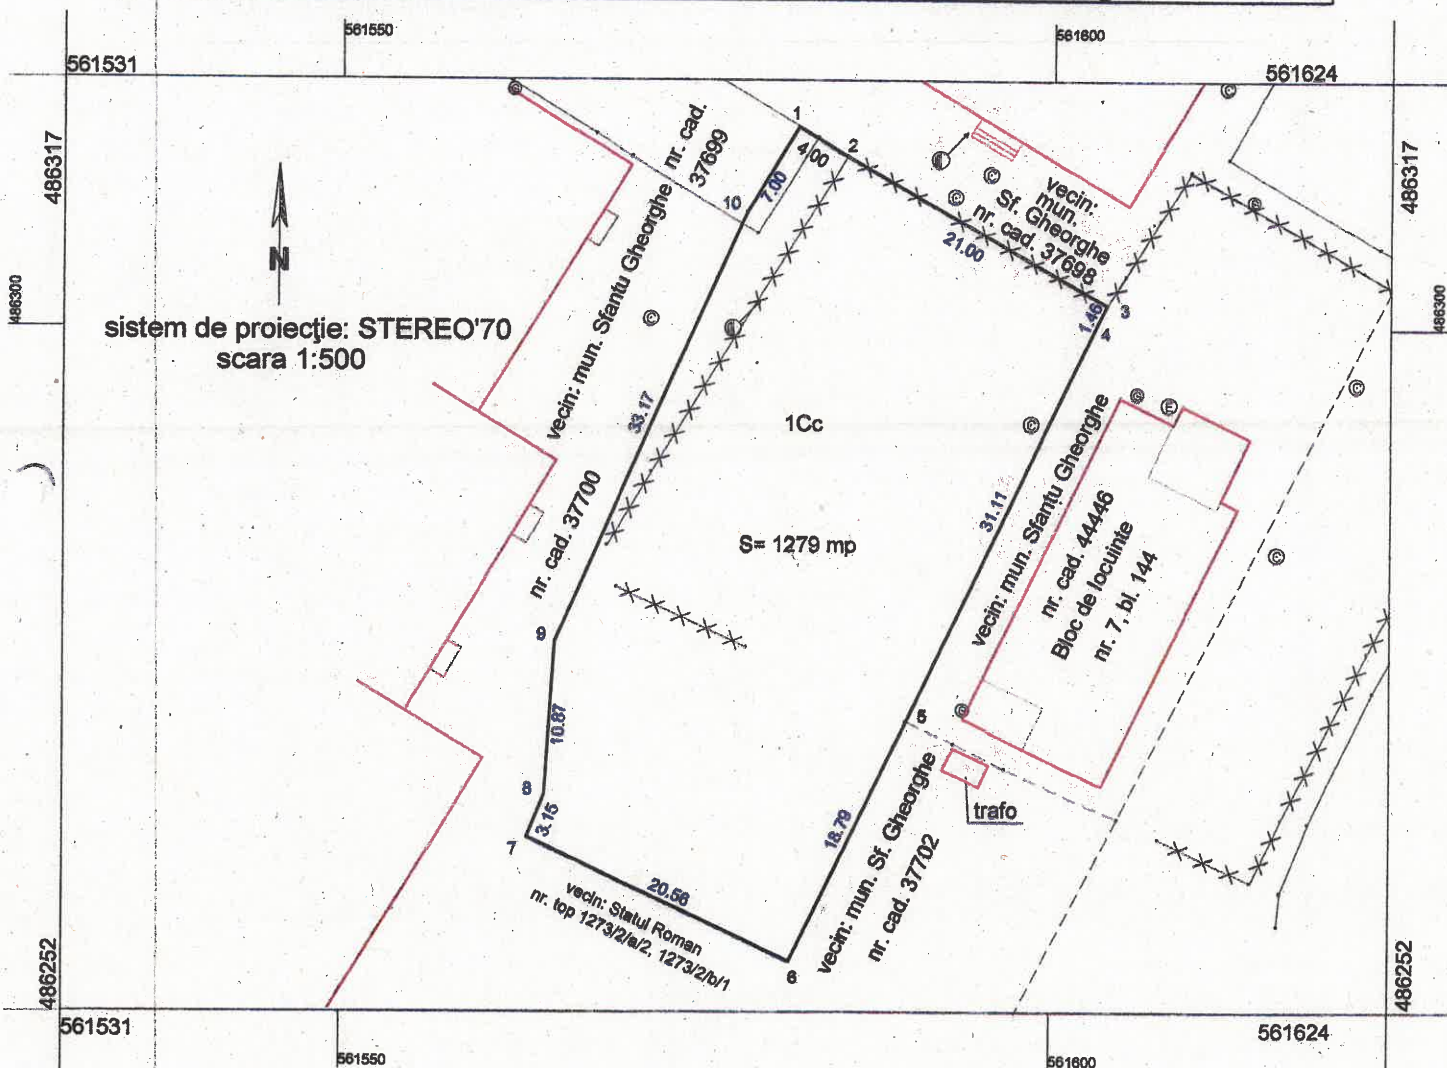 561550
561600
561531
561624
486317
486317
1
4.00
2
7.00
10
vecin: mun. Sfantu Gheorghe nr. cad. 37699
vecin:
mun.
Sf. Gheorghe
nr. cad. 37698
21.00
N
486300
486300
sistem de proiecţie: STEREO'70
scara 1:500
1.46
3
4
33.17
1Cc
nr. cad. 37700
S= 1279 mp
31.11
vecin: mun. Sfanţu Gheorghe
nr. cad. 44446
Bloc de locuinte
nr. 7, bl. 144
9
10.87
5
8
3.15
7
18.79
trafo
vecin: mun. Sf. Gheorghe
nr. cad. 37702
20.56
vecin: Statul Roman
nr. top 1273/2/a/2, 1273/2/b/1
6
486252
486252
561531
561624
561550
561600